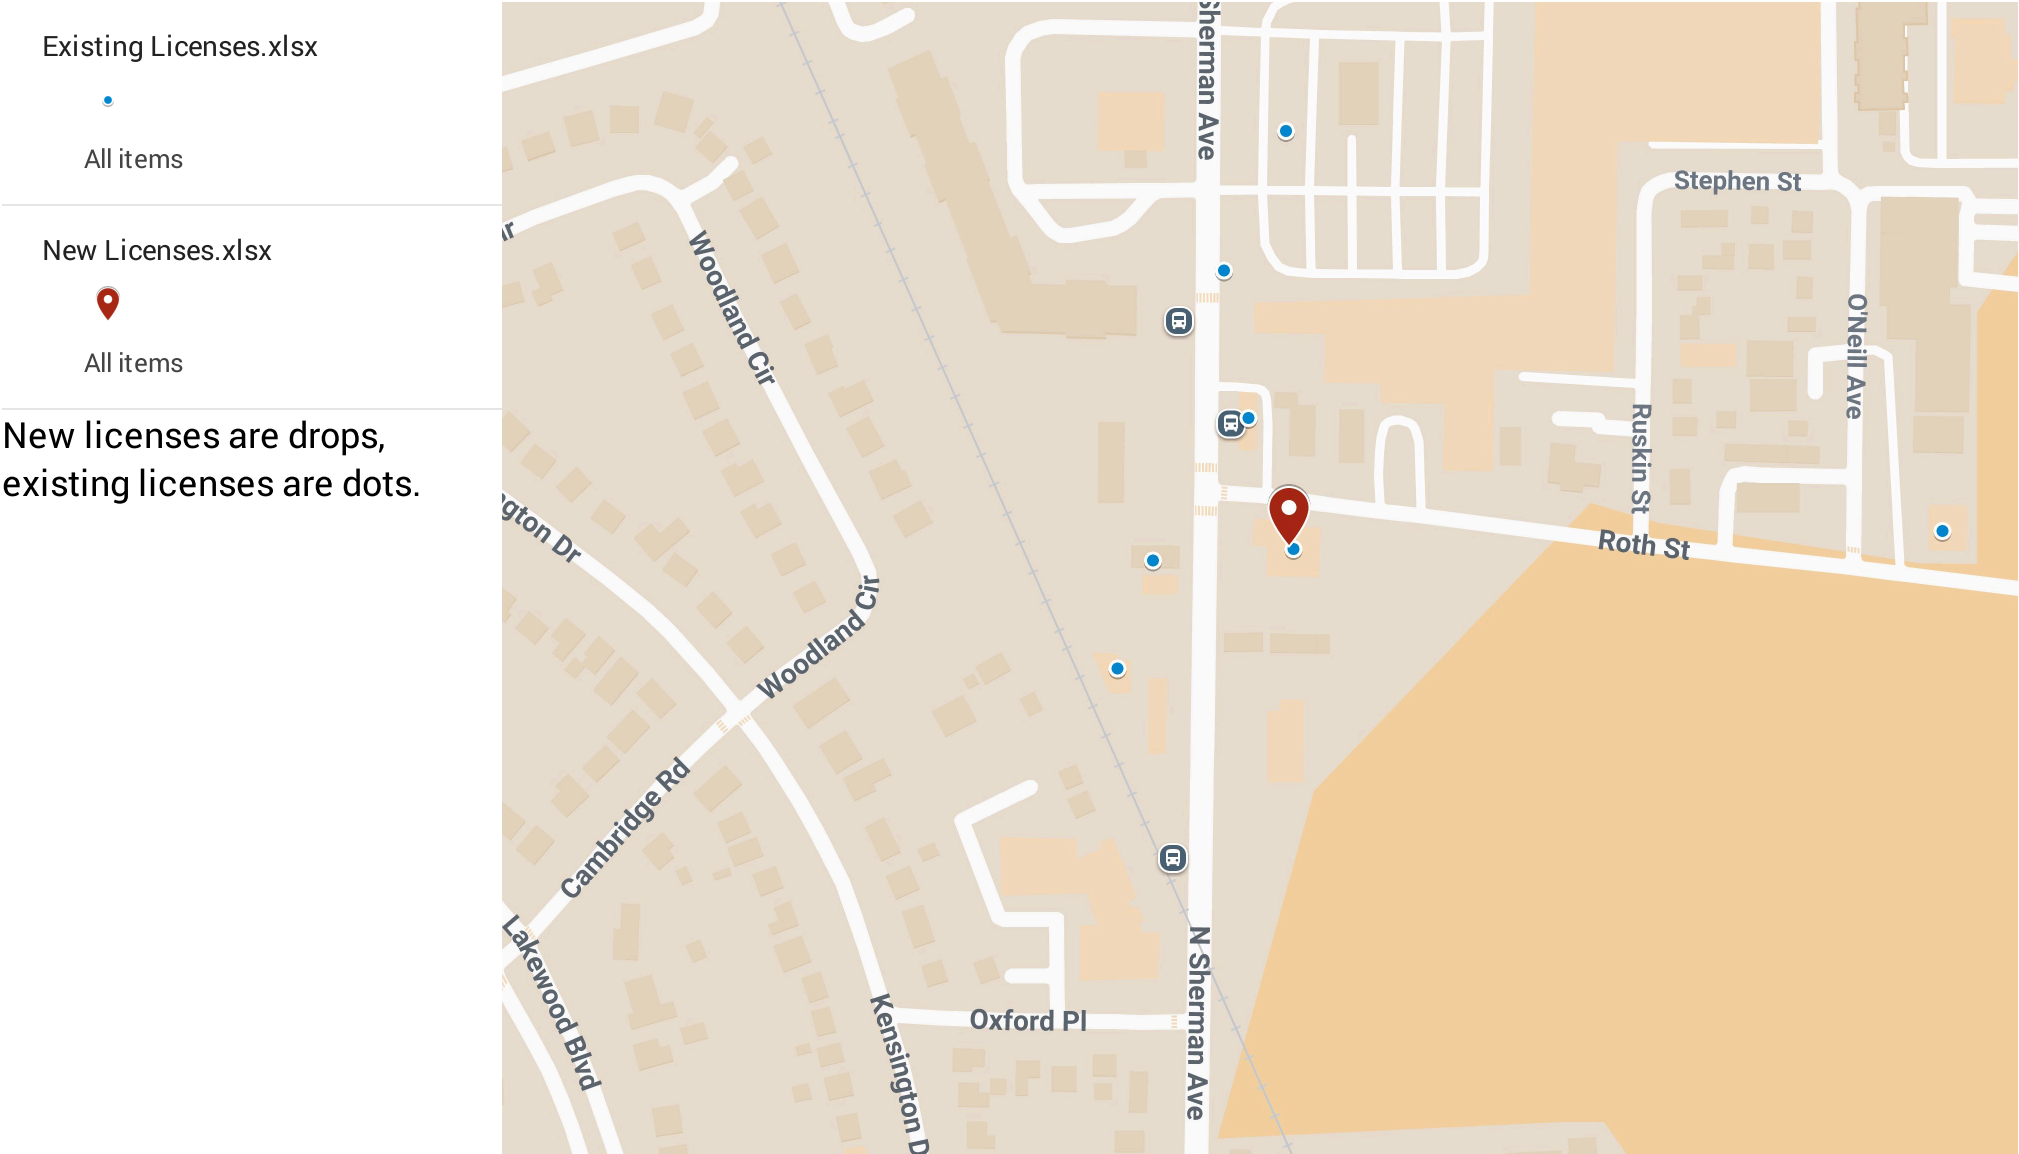 Existing Licenses.xlsx
All items
New Licenses.xlsx
All items
New licenses are drops,
existing licenses are dots.
Sherman Ave
Stephen St
Woodland Cir
O'Neill Ave
Ruskin St
Roth St
Woodland Cir
Cambridge Rd
Lakewood Blvd
N Sherman Ave
Oxford Pl
Kensington D